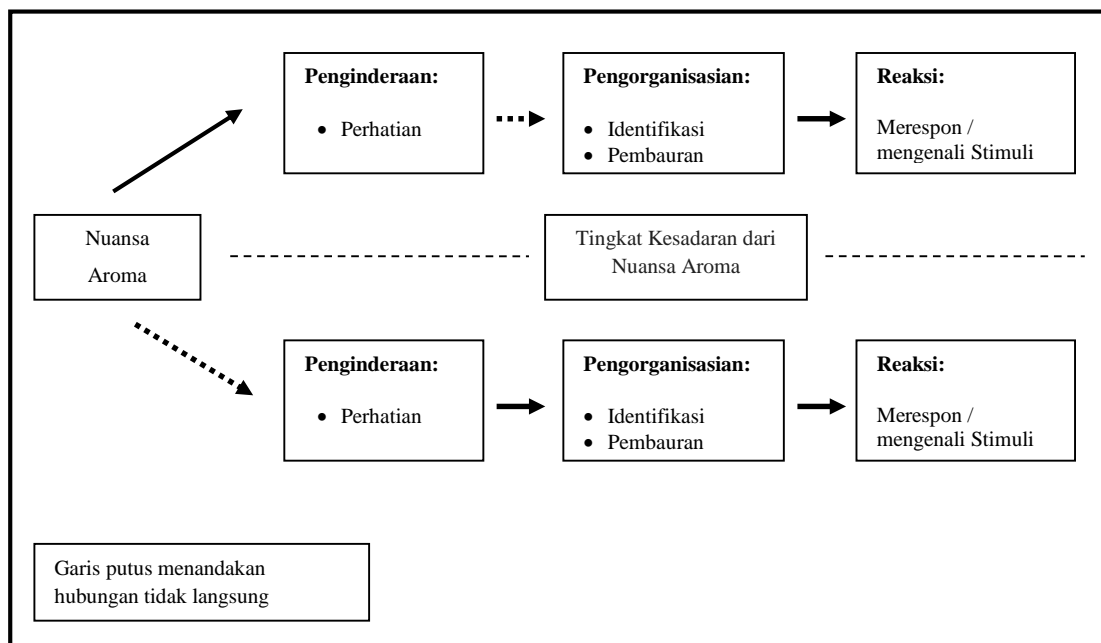 Penginderaan:
• Perhatian
Pengorganisasian:
• Identifikasi
• Pembauran
Reaksi:
Merespon /
mengenali Stimuli
Nuansa
Aroma
Tingkat Kesadaran dari
Nuansa Aroma
Penginderaan:
• Perhatian
Pengorganisasian:
• Identifikasi
• Pembauran
Reaksi:
Merespon /
mengenali Stimuli
Garis putus menandakan
hubungan tidak langsung